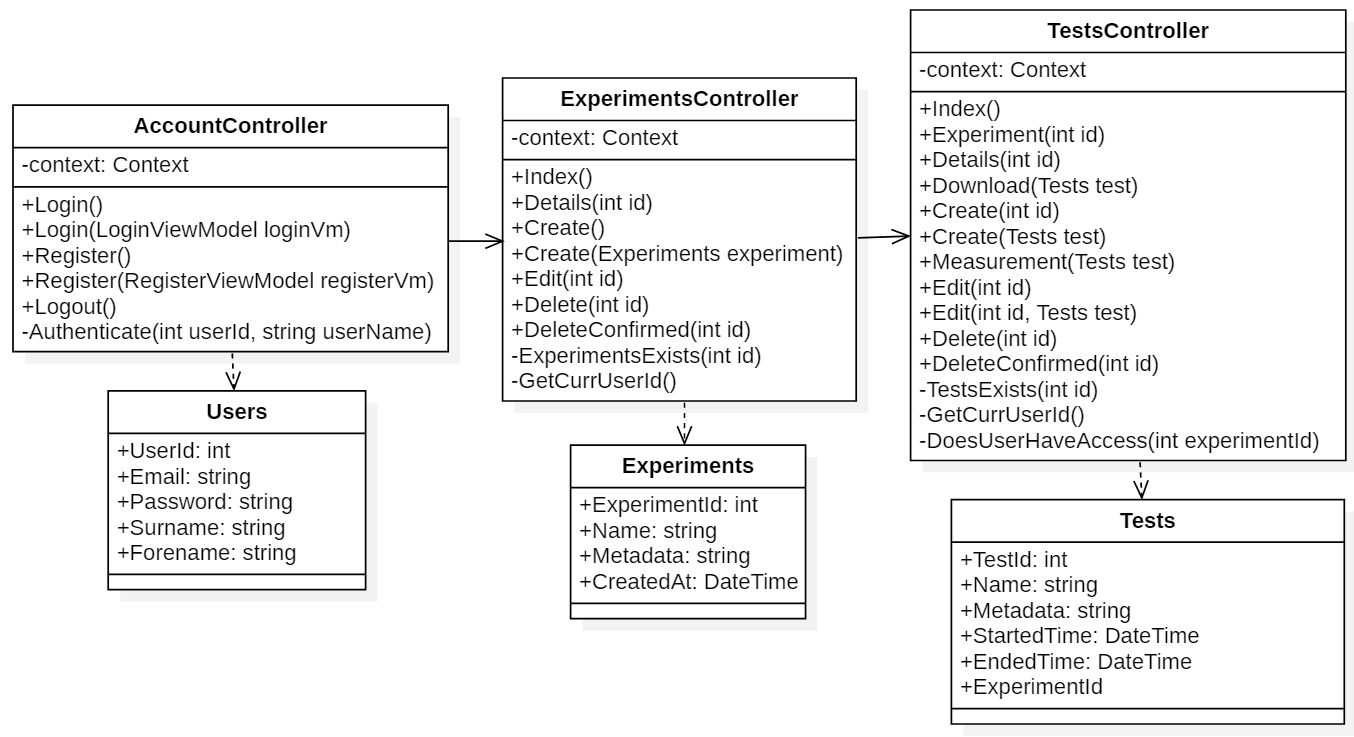 AccountController
-context: Context
+Login()
+Login(LoginViewModel loginVm)
+Register()
+Register(RegisterViewModel registerVm)
+Logout()
-Authenticate(int userId, string userName)
Users
+UserId: int
+Email: string
+Password: string
+Surname: string
+Forename: string
ExperimentsController
-context: Context
+Index()
+Details(int id)
+Create()
+Create(Experiments experiment)
+Edit(int id)
+Delete(int id)
+DeleteConfirmed(int id)
-ExperimentsExists(int id)
-GetCurrUserId()
Experiments
+ExperimentId: int
+Name: string
+Metadata: string
+CreatedAt: DateTime
TestsController
-context: Context
+Index()
+Experiment(int id)
+Details(int id)
+Download(Tests test)
+Create(int id)
+Create(Tests test)
+Measurement(Tests test)
+Edit(int id)
+Edit(int id, Tests test)
+Delete(int id)
+DeleteConfirmed(int id)
-TestsExists(int id)
-GetCurrUserId()
-DoesUserHaveAccess(int experimentId)
Tests
+TestId: int
+Name: string
+Metadata: string
+StartedTime: DateTime
+EndedTime: DateTime
+ExperimentId